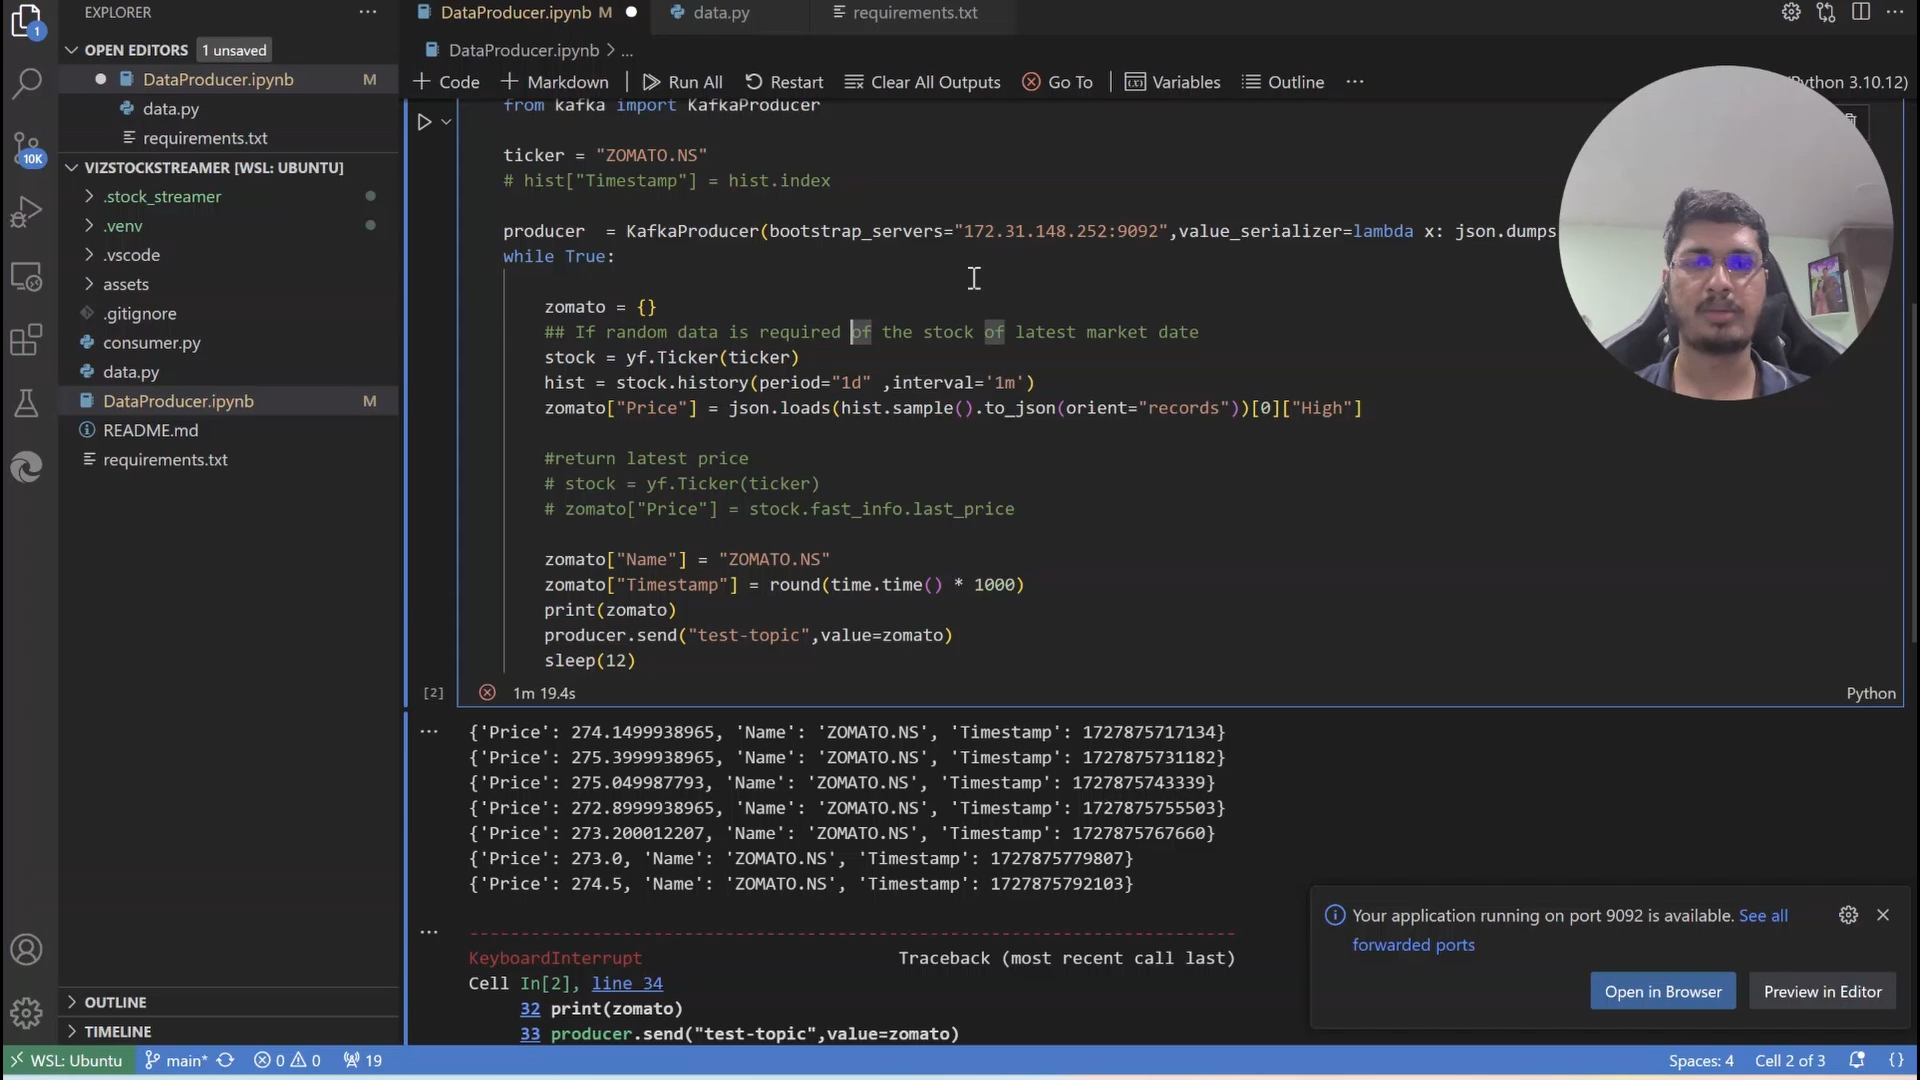 EXPLORER
1
OPEN EDITORS 1 unsaved
DataProducer.ipynb M
data.py
requirements.txt
10K
VIZSTOCKSTREAMER [WSL: UBUNTU]
.stock_streamer
.venv
.vscode
assets
.gitignore
consumer.py
data.py
DataProducer.ipynb M
README.md
requirements.txt
OUTLINE
TIMELINE
DataProducer.ipynb M data.py requirements.txt
DataProducer.ipynb > ...
Code Markdown Run All Restart Clear All Outputs Go To Variables Outline ... Python 3.10.12)
from kafka import KafkaProducer
ticker = "ZOMATO.NS"
# hist["Timestamp"] = hist.index
producer = KafkaProducer(bootstrap_servers="172.31.148.252:9092",value_serializer=lambda x: json.dumps
while True:
zomato = {}
## If random data is required of the stock of latest market date
stock = yf.Ticker(ticker)
hist = stock.history(period="1d" ,interval='1m')
zomato["Price"] = json.loads(hist.sample().to_json(orient="records"))[0]["High"]
#return latest price
# stock = yf.Ticker(ticker)
# zomato["Price"] = stock.fast_info.last_price
zomato["Name"] = "ZOMATO.NS"
zomato["Timestamp"] = round(time.time() * 1000)
print(zomato)
producer.send("test-topic",value=zomato)
sleep(12)
[2] 1m 19.4s Python
{'Price': 274.1499938965, 'Name': 'ZOMATO.NS', 'Timestamp': 1727875717134}
{'Price': 275.3999938965, 'Name': 'ZOMATO.NS', 'Timestamp': 1727875731182}
{'Price': 275.049987793, 'Name': 'ZOMATO.NS', 'Timestamp': 1727875743339}
{'Price': 272.8999938965, 'Name': 'ZOMATO.NS', 'Timestamp': 1727875755503}
{'Price': 273.200012207, 'Name': 'ZOMATO.NS', 'Timestamp': 1727875767660}
{'Price': 273.0, 'Name': 'ZOMATO.NS', 'Timestamp': 1727875779807}
{'Price': 274.5, 'Name': 'ZOMATO.NS', 'Timestamp': 1727875792103}
---------------------------------------------------------------------------
KeyboardInterrupt Traceback (most recent call last)
Cell In[2], line 34
32 print(zomato)
33 producer.send("test-topic",value=zomato)
Your application running on port 9092 is available. See all
forwarded ports
Open in Browser Preview in Editor
WSL: Ubuntu main* 0 0 19 Spaces: 4 Cell 2 of 3